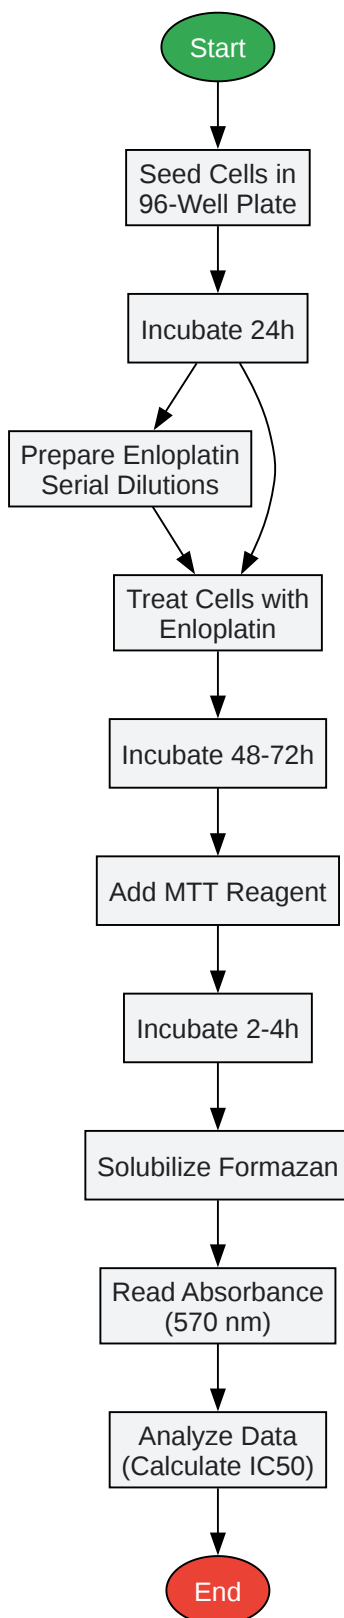 Start
Seed Cells in
96-Well Plate
Incubate 24h
Prepare Enloplatin
Serial Dilutions
Treat Cells with
Enloplatin
Incubate 48-72h
Add MTT Reagent
Incubate 2-4h
Solubilize Formazan
Read Absorbance
(570 nm)
Analyze Data
(Calculate IC50)
End